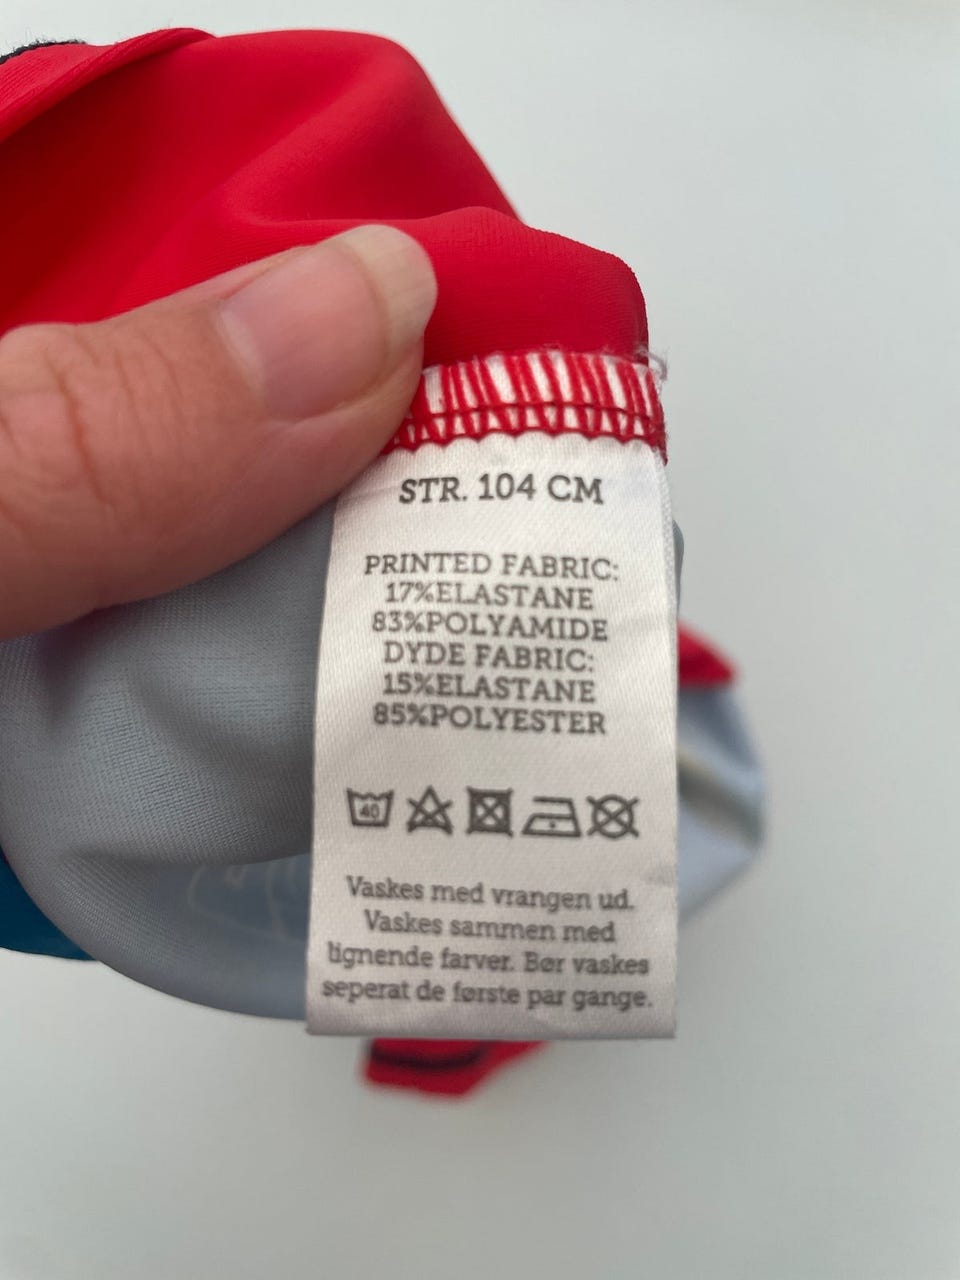 STR. 104 CM
PRINTED FABRIC:
17%ELASTANE
83%POLYAMIDE
DYDE FABRIC:
15%ELASTANE
85%POLYESTER
40
Vaskes med vrangen ud.
Vaskes sammen med
lignende farver. Bør vaskes
seperat de første par gange.